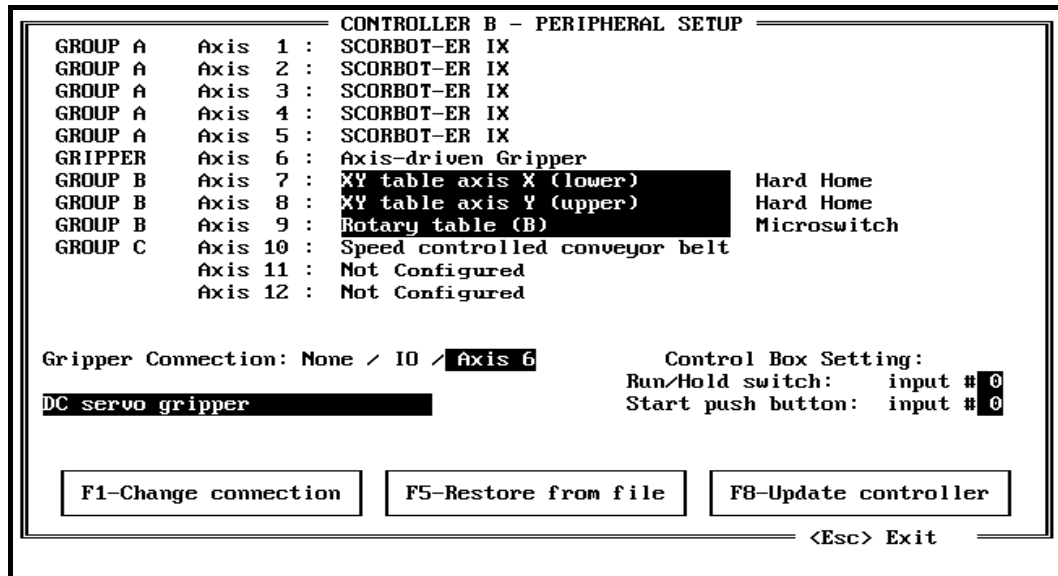 CONTROLLER B - PERIPHERAL SETUP
GROUP A Axis 1 : SCORBOT-ER IX
GROUP A Axis 2 : SCORBOT-ER IX
GROUP A Axis 3 : SCORBOT-ER IX
GROUP A Axis 4 : SCORBOT-ER IX
GROUP A Axis 5 : SCORBOT-ER IX
GRIPPER Axis 6 : Axis-driven Gripper
GROUP B Axis 7 : XY table axis X (lower) Hard Home
GROUP B Axis 8 : XY table axis Y (upper) Hard Home
GROUP B Axis 9 : Rotary table (B) Microswitch
GROUP C Axis 10 : Speed controlled conveyor belt
Axis 11 : Not Configured
Axis 12 : Not Configured
Gripper Connection: None / IO / Axis 6 Control Box Setting:
Run/Hold switch: input # 0
DC servo gripper Start push button: input # 0
F1-Change connection F5-Restore from file F8-Update controller
<Esc> Exit